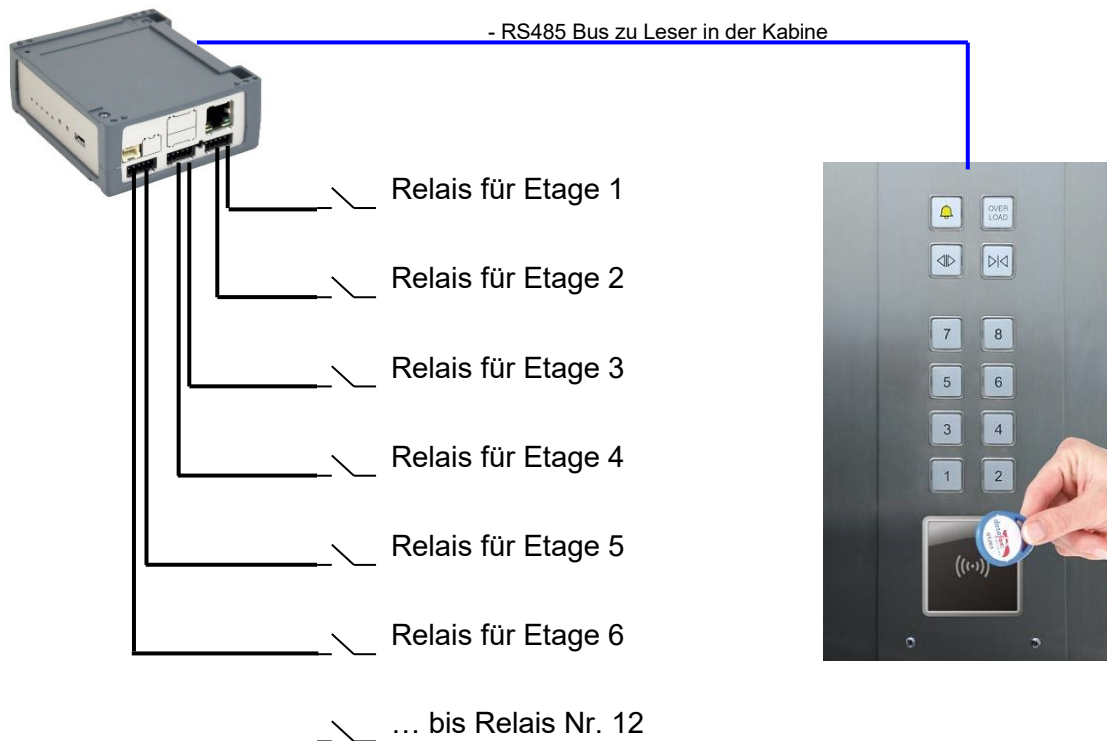 - RS485 Bus zu Leser in der Kabine
Relais für Etage 1
Relais für Etage 2
Relais für Etage 3
Relais für Etage 4
Relais für Etage 5
Relais für Etage 6
… bis Relais Nr. 12
OVER
LOAD
7 8
5 6
3 4
1 2
datafox